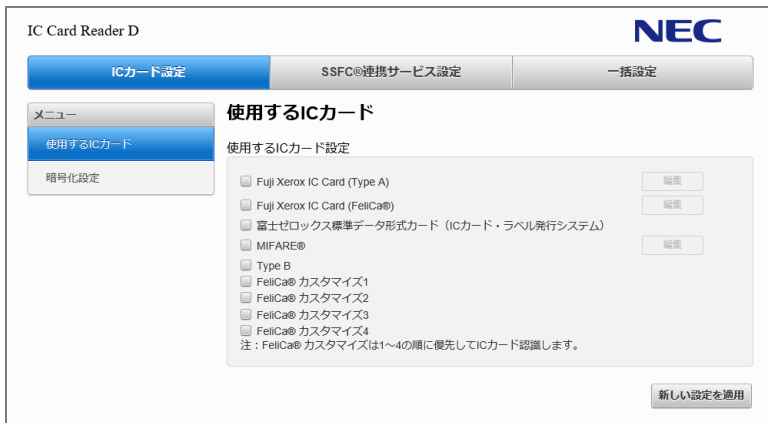 IC Card Reader D
NEC
ICカード設定 SSFC®連携サービス設定 一括設定
メニュー
使用するICカード
暗号化設定
使用するICカード
使用するICカード設定
Fuji Xerox IC Card (Type A) 編集
Fuji Xerox IC Card (FeliCa®) 編集
富士ゼロックス標準データ形式カード（ICカード・ラベル発行システム）
MIFARE® 編集
Type B
FeliCa® カスタマイズ1
FeliCa® カスタマイズ2
FeliCa® カスタマイズ3
FeliCa® カスタマイズ4
注：FeliCa® カスタマイズは1～4の順に優先してICカード認識します。
新しい設定を適用